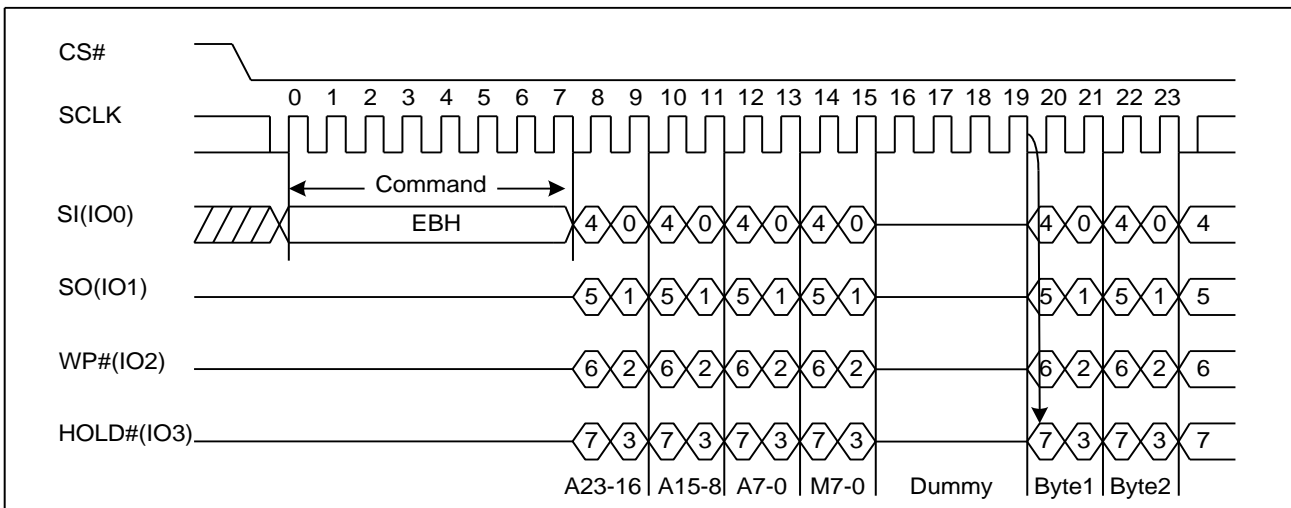 CS#
0 1 2 3 4 5 6 7 8 9 10 11 12 13 14 15 16 17 18 19 20 21 22 23
SCLK
Command
SI(IO0) EBH 4 0 4 0 4 0 4 0 4 0 4 0 4
SO(IO1) 5 1 5 1 5 1 5 1 5 1 5 1 5
WP#(IO2) 6 2 6 2 6 2 6 2 6 2 6 2 6
HOLD#(IO3) 7 3 7 3 7 3 7 3 7 3 7 3 7
A23-16 A15-8 A7-0 M7-0 Dummy Byte1 Byte2